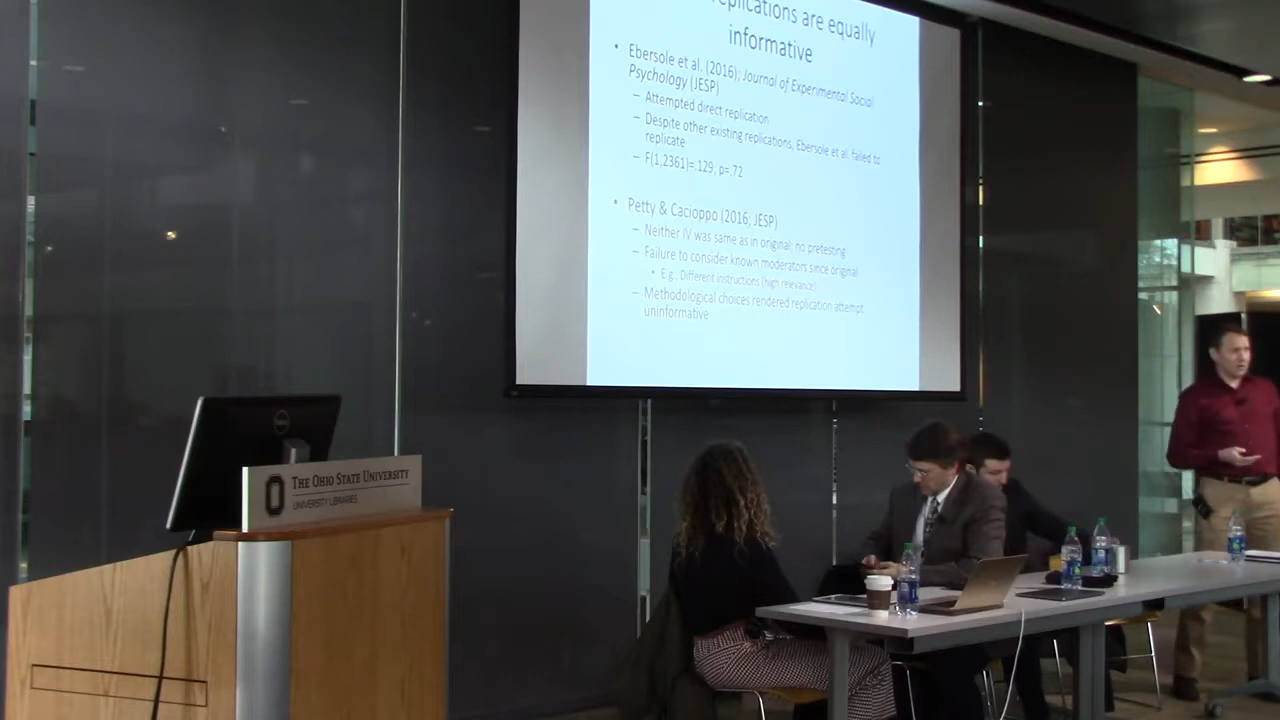 replications are equally
informative
• Ebersole et al. (2016); Journal of Experimental Social
Psychology (JESP)
– Attempted direct replication
– Despite other existing replications, Ebersole et al. failed to
replicate
– F(1,2361)=.129, p=.72
• Petty & Cacioppo (2016; JESP)
– Neither IV was same as in original; no pretesting
– Failure to consider known moderators since original
• E.g.. Different instructions (high relevance)
– Methodological choices rendered replication attempt
uninformative
DELL
THE OHIO STATE UNIVERSITY
UNIVERSITY LIBRARIES